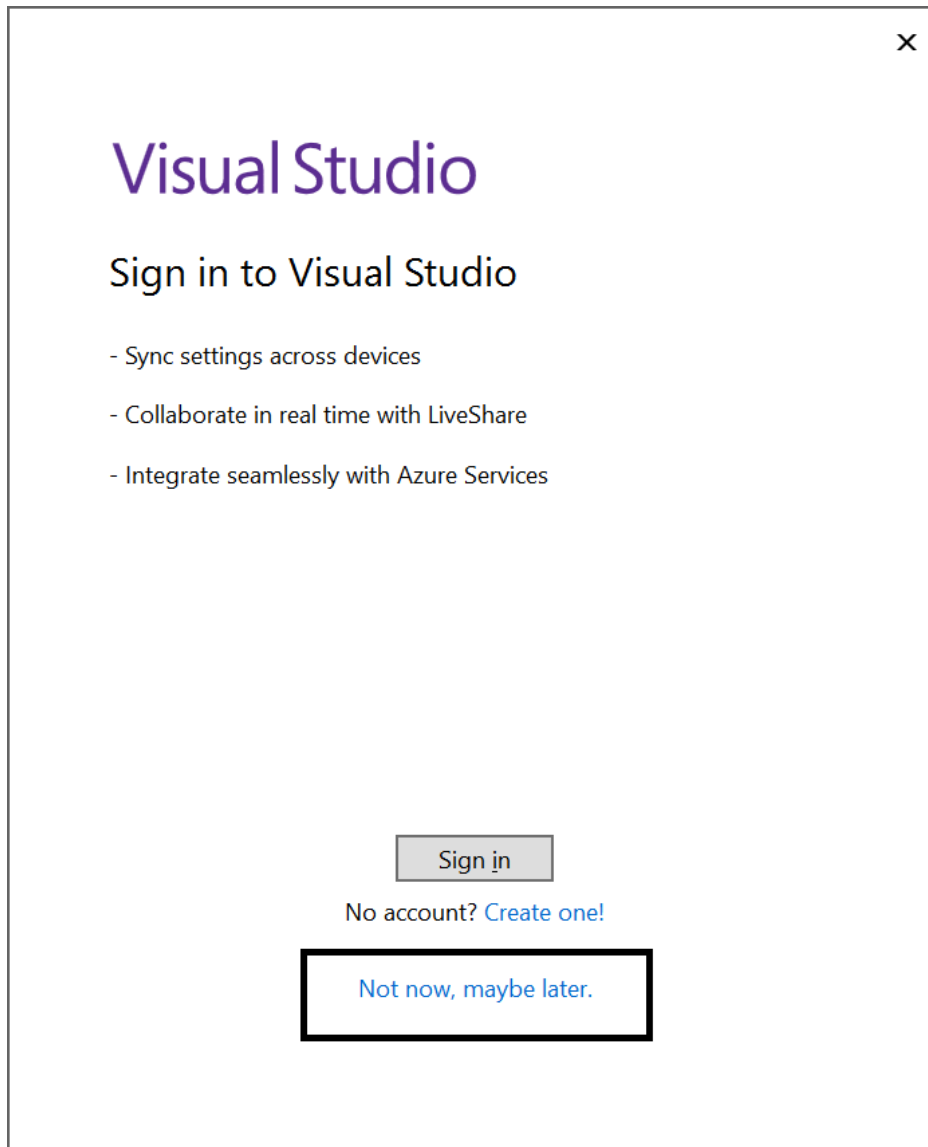 Visual Studio
Sign in to Visual Studio
- Sync settings across devices
- Collaborate in real time with LiveShare
- Integrate seamlessly with Azure Services
Sign in
No account? Create one!
Not now, maybe later.